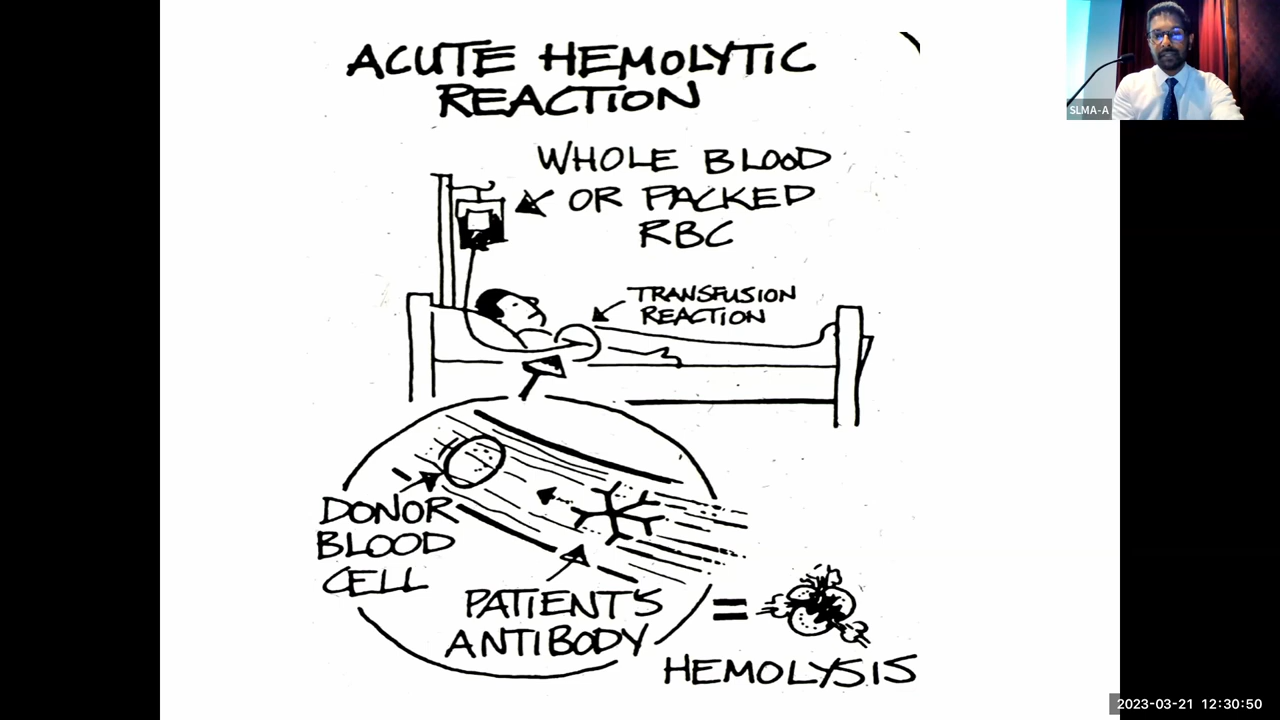 ACUTE HEMOLYTIC
REACTION
WHOLE BLOOD
OR PACKED
RBC
TRANSFUSION
REACTION
DONOR
BLOOD
CELL
PATIENT'S
ANTIBODY
=
HEMOLYSIS
SLMA-A
2023-03-21 12:30:50